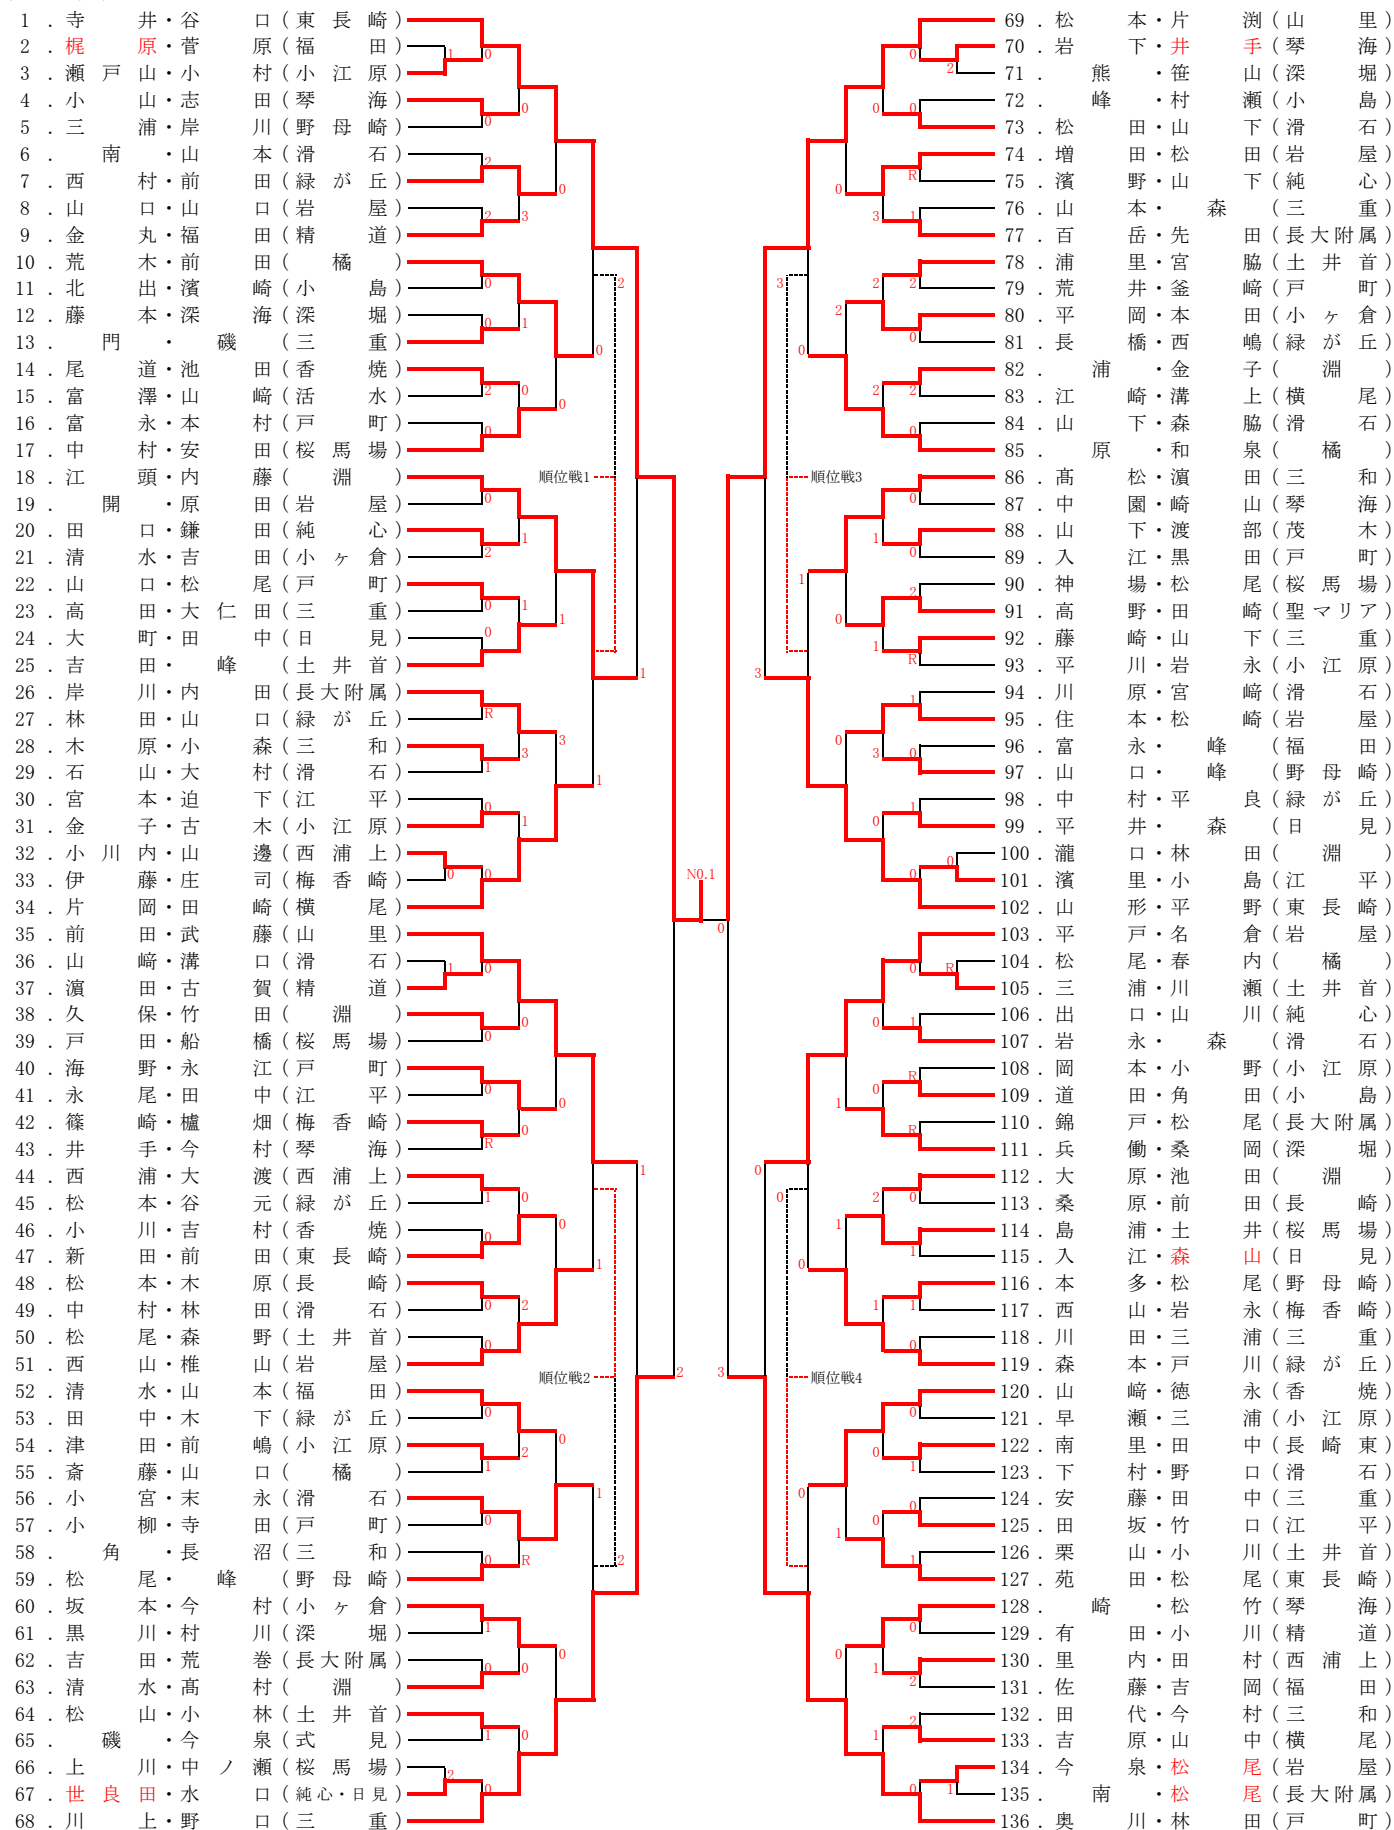 1．寺井・谷口（東長崎）
2．梶原・菅原（福田）
3．瀬戸山・小村（小江原）
4．小山・志田（琴海）
5．三浦・岸川（野母崎）
6．南・山本（滑石）
7．西村・前田（緑が丘）
8．山口・山口（岩屋）
9．金丸・福田（精道）
10．荒木・前田（橘）
11．北出・濱崎（小島）
12．藤本・深海（深堀）
13．門・磯（三重）
14．尾道・池田（香焼）
15．富澤・山﨑（活水）
16．富永・本村（戸町）
17．中村・安田（桜馬場）
18．江頭・内藤（淵）
19．開・原田（岩屋）
20．田口・鎌田（純心）
21．清水・吉田（小ヶ倉）
22．山口・松尾（戸町）
23．高田・大仁田（三重）
24．大町・田中（日見）
25．吉田・峰（土井首）
26．岸川・内田（長大附属）
27．林田・山口（緑が丘）
28．木原・小森（三和）
29．石山・大村（滑石）
30．宮本・迫下（江平）
31．金子・古木（小江原）
32．小川内・山邊（西浦上）
33．伊藤・庄司（梅香崎）
34．片岡・田崎（横尾）
35．前田・武藤（山里）
36．山﨑・溝口（滑石）
37．濵田・古賀（精道）
38．久保・竹田（淵）
39．戸田・船橋（桜馬場）
40．海野・永江（戸町）
41．永尾・田中（江平）
42．篠崎・櫨畑（梅香崎）
43．井手・今村（琴海）
44．西浦・大渡（西浦上）
45．松本・谷元（緑が丘）
46．小川・吉村（香焼）
47．新田・前田（東長崎）
48．松本・木原（長崎）
49．中村・林田（滑石）
50．松尾・森野（土井首）
51．西山・椎山（岩屋）
52．清水・山本（福田）
53．田中・木下（緑が丘）
54．津田・前嶋（小江原）
55．斎藤・山口（橘）
56．小宮・末永（滑石）
57．小柳・寺田（戸町）
58．角・長沼（三和）
59．松尾・峰（野母崎）
60．坂本・今村（小ヶ倉）
61．黒川・村川（深堀）
62．吉田・荒巻（長大附属）
63．清水・髙村（淵）
64．松山・小林（土井首）
65．磯・今泉（式見）
66．上川・中ノ瀬（桜馬場）
67．世良田・水口（純心・日見）
68．川上・野口（三重）
順位戦1
順位戦2
N0.1
順位戦3
順位戦4
69．松本・片渕（山里）
70．岩下・井手（琴海）
71．熊・笹山（深堀）
72．峰・村瀬（小島）
73．松田・山下（滑石）
74．増田・松田（岩屋）
75．濱野・山下（純心）
76．山本・森（三重）
77．百岳・先田（長大附属）
78．浦里・宮脇（土井首）
79．荒井・釜﨑（戸町）
80．平岡・本田（小ヶ倉）
81．長橋・西嶋（緑が丘）
82．浦・金子（淵）
83．江崎・溝上（横尾）
84．山下・森脇（滑石）
85．原・和泉（橘）
86．髙松・濵田（三和）
87．中園・崎山（琴海）
88．山下・渡部（茂木）
89．入江・黒田（戸町）
90．神場・松尾（桜馬場）
91．高野・田崎（聖マリア）
92．藤崎・山下（三重）
93．平川・岩永（小江原）
94．川原・宮﨑（滑石）
95．住本・松崎（岩屋）
96．富永・峰（福田）
97．山口・峰（野母崎）
98．中村・平良（緑が丘）
99．平井・森（日見）
100．瀧口・林田（淵）
101．濱里・小島（江平）
102．山形・平野（東長崎）
103．平戸・名倉（岩屋）
104．松尾・春内（橘）
105．三浦・川瀬（土井首）
106．出口・山川（純心）
107．岩永・森（滑石）
108．岡本・小野（小江原）
109．道田・角田（小島）
110．錦戸・松尾（長大附属）
111．兵働・桑岡（深堀）
112．大原・池田（淵）
113．桑原・前田（長崎）
114．島浦・土井（桜馬場）
115．入江・森山（日見）
116．本多・松尾（野母崎）
117．西山・岩永（梅香崎）
118．川田・三浦（三重）
119．森本・戸川（緑が丘）
120．山﨑・徳永（香焼）
121．早瀬・三浦（小江原）
122．南里・田中（長崎東）
123．下村・野口（滑石）
124．安藤・田中（三重）
125．田坂・竹口（江平）
126．栗山・小川（土井首）
127．苑田・松尾（東長崎）
128．崎・松竹（琴海）
129．有田・小川（精道）
130．里内・田村（西浦上）
131．佐藤・吉岡（福田）
132．田代・今村（三和）
133．吉原・山中（横尾）
134．今泉・松尾（岩屋）
135．南・松尾（長大附属）
136．奥川・林田（戸町）